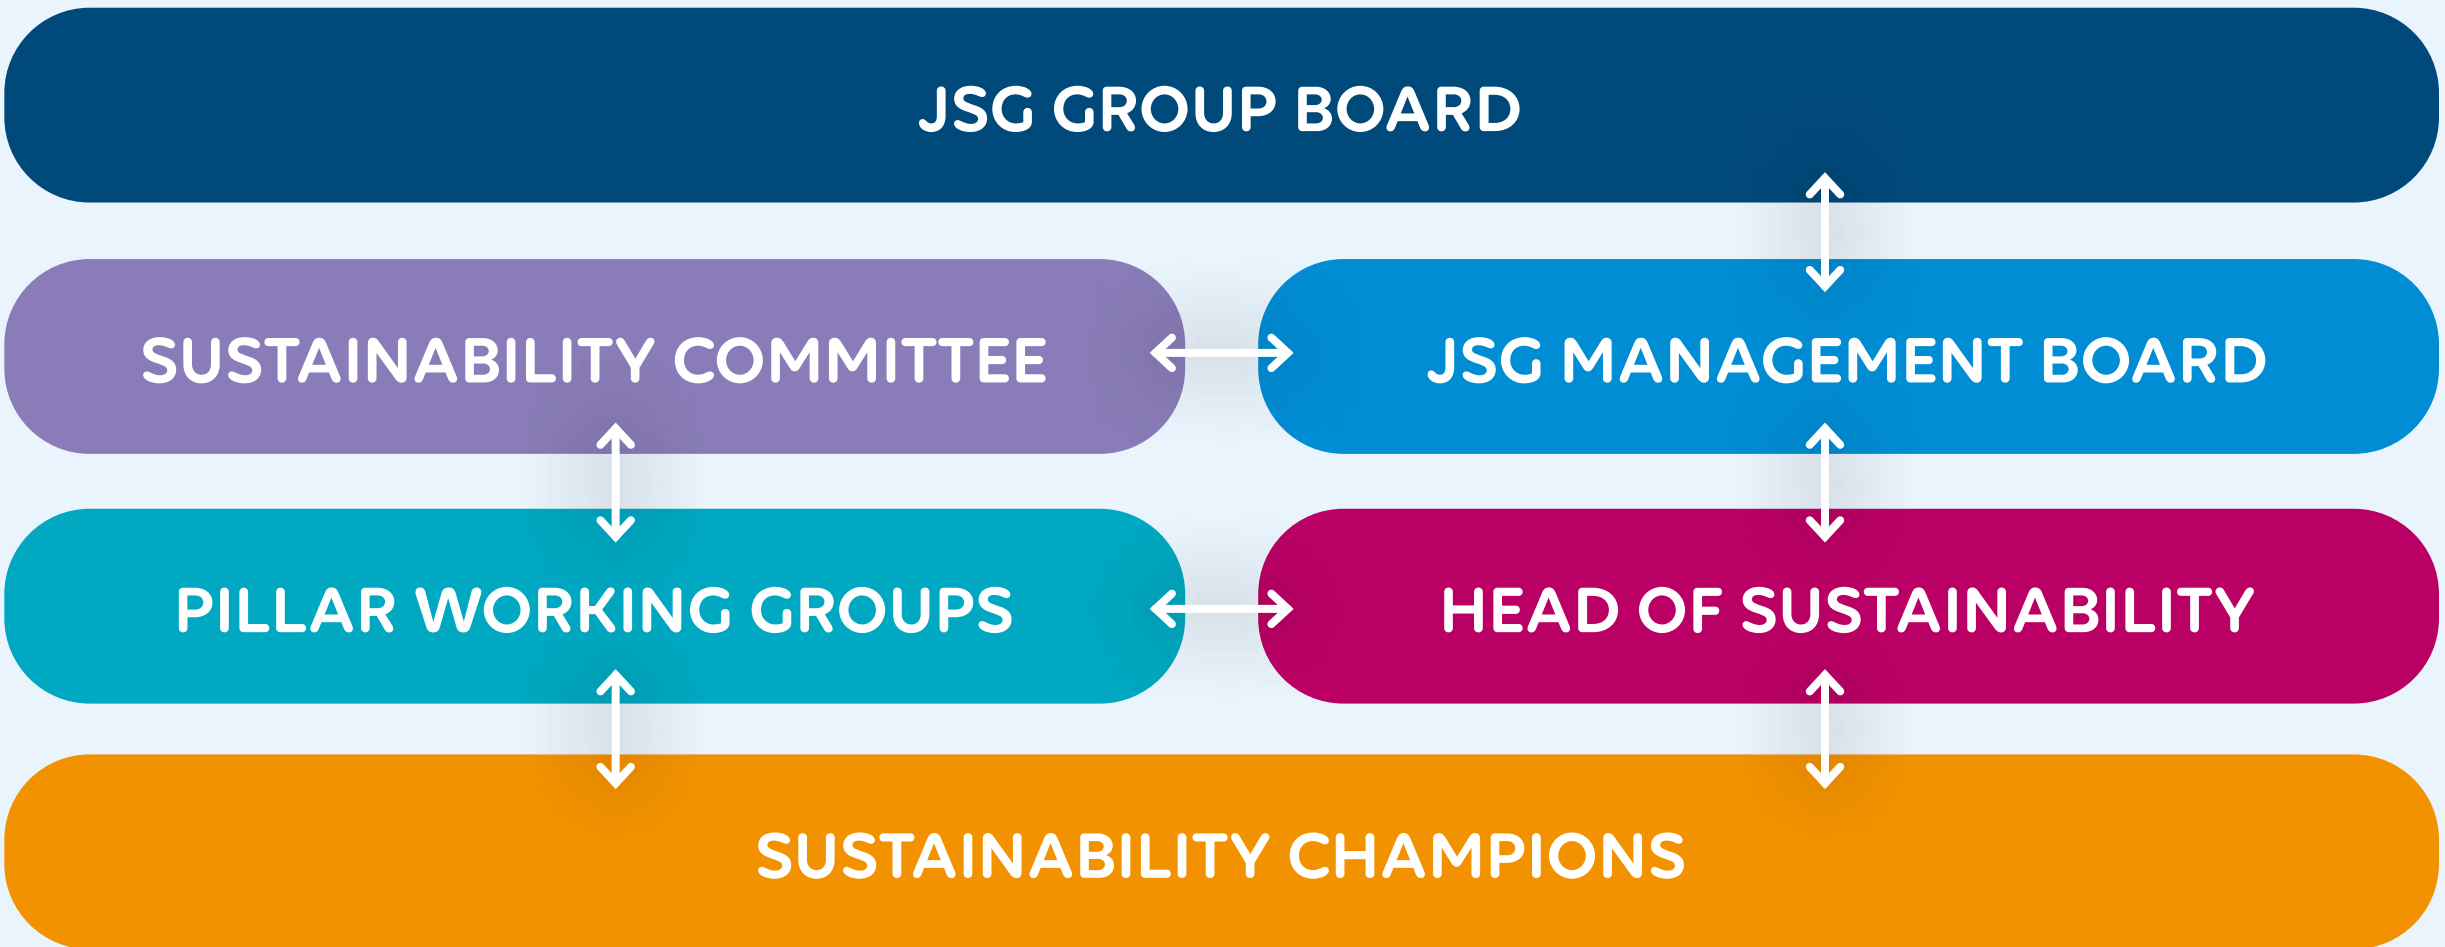 JSG GROUP BOARD
SUSTAINABILITY COMMITTEE
JSG MANAGEMENT BOARD
PILLAR WORKING GROUPS
HEAD OF SUSTAINABILITY
SUSTAINABILITY CHAMPIONS